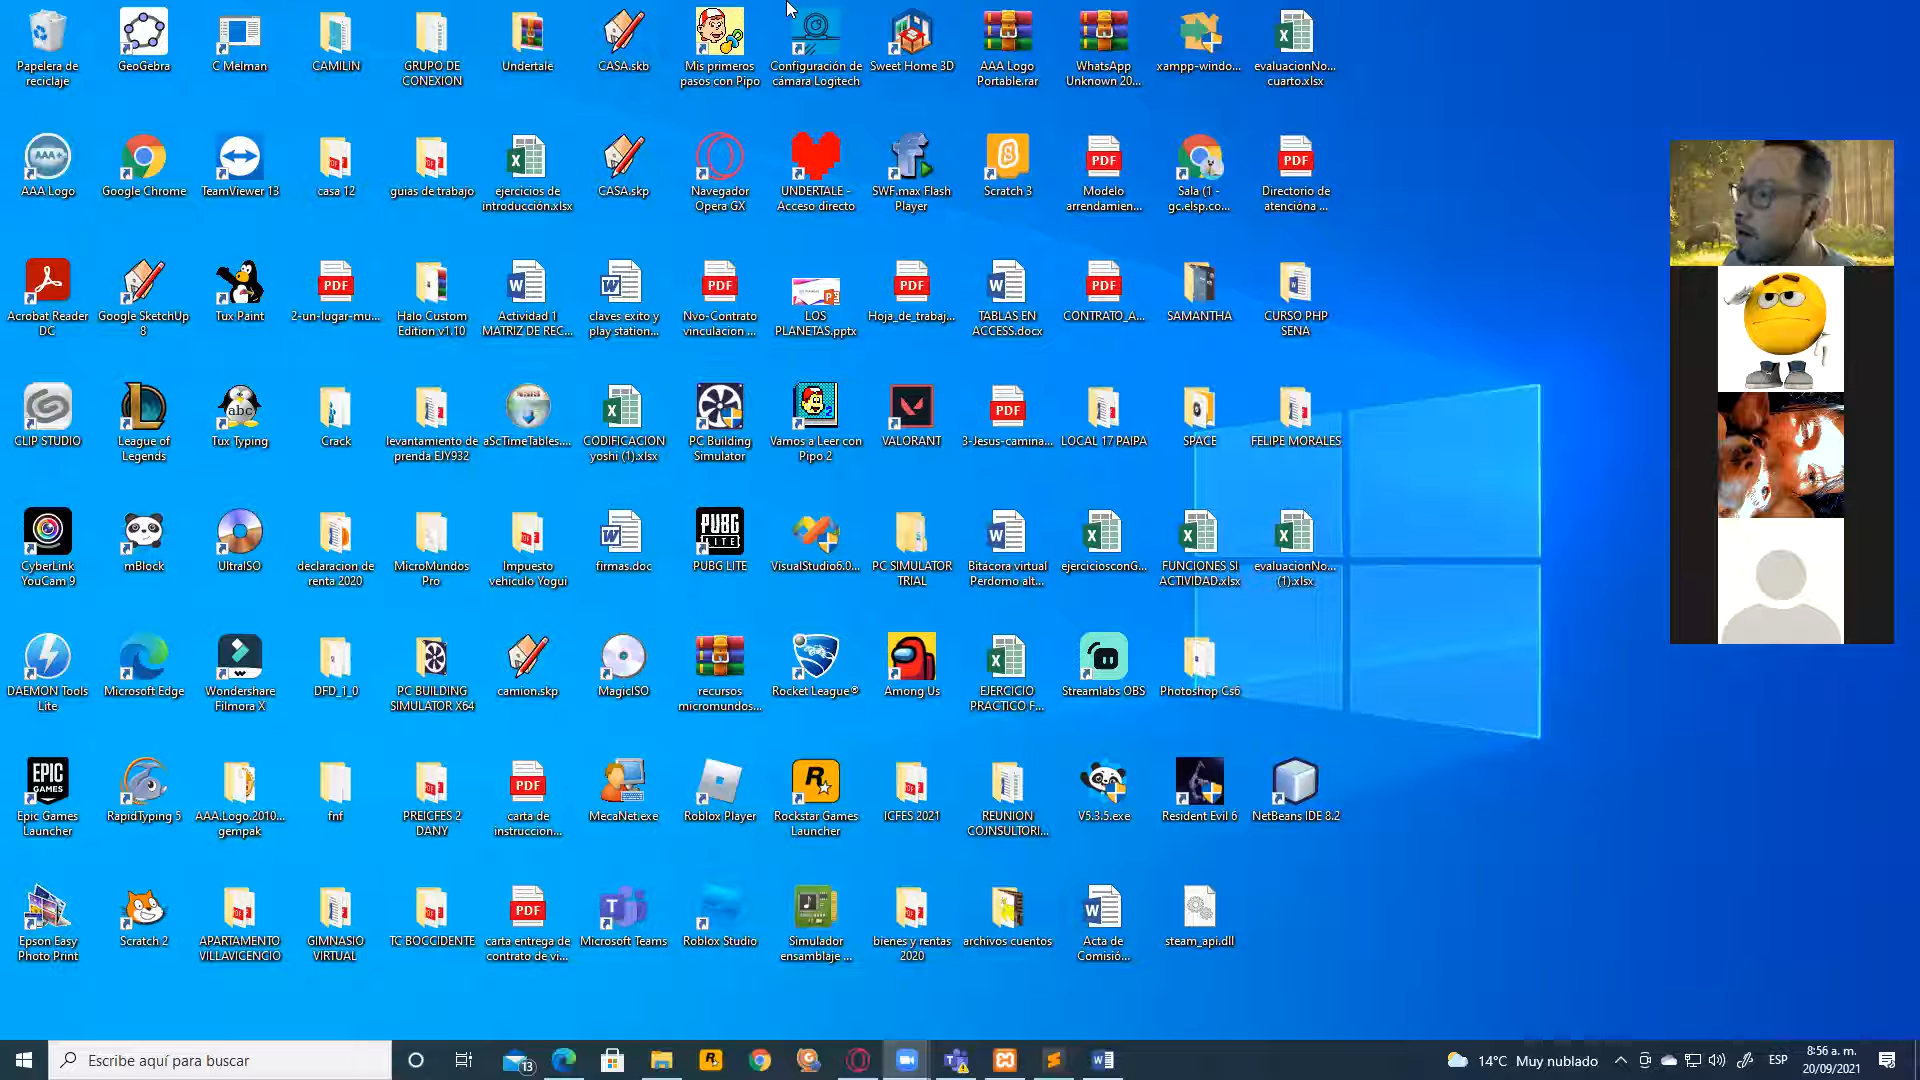 Papelera de
reciclaje
GeoGebra
C Melman
CAMILIN
GRUPO DE
CONEXION
Undertale
CASA.skb
Mis primeros
pasos con Pipo
Configuración de
cámara Logitech
Sweet Home 3D
AAA Logo
Portable.rar
WhatsApp
Unknown 20...
xampp-windo...
evaluacionNo...
cuarto.xlsx
AAA Logo
Google Chrome
TeamViewer 13
casa 12
guias de trabajo
ejercicios de
introducción.xlsx
CASA.skp
Navegador
Opera GX
UNDERTALE -
Acceso directo
SWF.max Flash
Player
Scratch 3
Modelo
arrendamien...
Sala (1 -
gc.elsp.co...
Directorio de
atencióna ...
Acrobat Reader
DC
Google SketchUp
8
Tux Paint
2-un-lugar-mu...
Halo Custom
Edition v1.10
Actividad 1
MATRIZ DE REC...
claves exito y
play station...
Nvo-Contrato
vinculacion ...
LOS
PLANETAS.pptx
Hoja_de_trabaj...
TABLAS EN
ACCESS.docx
CONTRATO_A...
SAMANTHA
CURSO PHP
SENA
CLIP STUDIO
League of
Legends
Tux Typing
Crack
levantamiento de
prenda EJY932
aScTimeTables....
CODIFICACION
yoshi (1).xlsx
PC Building
Simulator
Vamos a Leer con
Pipo 2
VALORANT
3-Jesus-camina...
LOCAL 17 PAIPA
SPACE
FELIPE MORALES
CyberLink
YouCam 9
mBlock
UltraISO
declaracion de
renta 2020
MicroMundos
Pro
Impuesto
vehiculo Yogui
firmas.doc
PUBG LITE
VisualStudio6.0...
PC SIMULATOR
TRIAL
Bitácora virtual
Perdomo alt...
ejerciciosconG...
FUNCIONES SI
ACTIVIDAD.xlsx
evaluacionNo...
(1).xlsx
DAEMON Tools
Lite
Microsoft Edge
Wondershare
Filmora X
DFD_1_0
PC BUILDING
SIMULATOR X64
camion.skp
MagicISO
recursos
micromundos...
Rocket League®
Among Us
EJERCICIO
PRACTICO F...
Streamlabs OBS
Photoshop Cs6
Epic Games
Launcher
RapidTyping 5
AAA.Logo.2010...
gempak
fnf
PREICFES 2
DANY
carta de
instruccion...
MecaNet.exe
Roblox Player
Rockstar Games
Launcher
ICFES 2021
REUNION
COJNSULTORI...
V5.3.5.exe
Resident Evil 6
NetBeans IDE 8.2
Epson Easy
Photo Print
Scratch 2
APARTAMENTO
VILLAVICENCIO
GIMNASIO
VIRTUAL
TC BOCCIDENTE
carta entrega de
contrato de vi...
Microsoft Teams
Roblox Studio
Simulador
ensamblaje ...
bienes y rentas
2020
archivos cuentos
Acta de
Comisió...
steam_api.dll
Escribe aquí para buscar
13
14°C Muy nublado
ESP
8:56 a. m.
20/09/2021